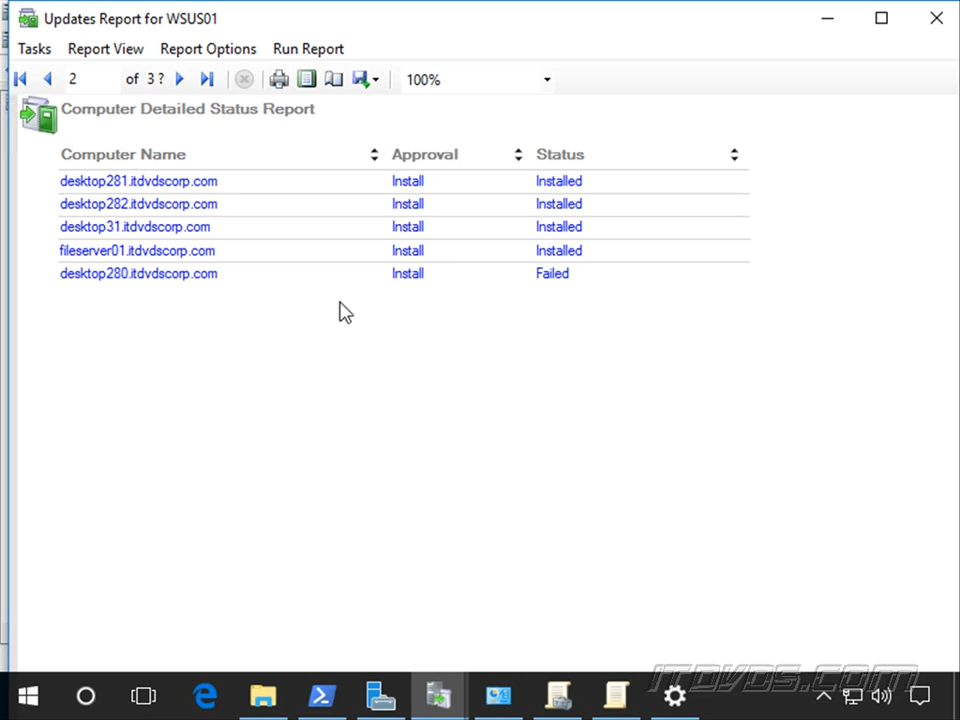 Updates Report for WSUS01
Tasks Report View Report Options Run Report
2 of 3 ? 100%
Computer Detailed Status Report
Computer Name Approval Status
desktop281.itdvdscorp.com Install Installed
desktop282.itdvdscorp.com Install Installed
desktop31.itdvdscorp.com Install Installed
fileserver01.itdvdscorp.com Install Installed
desktop280.itdvdscorp.com Install Failed
ITDVDS.COM